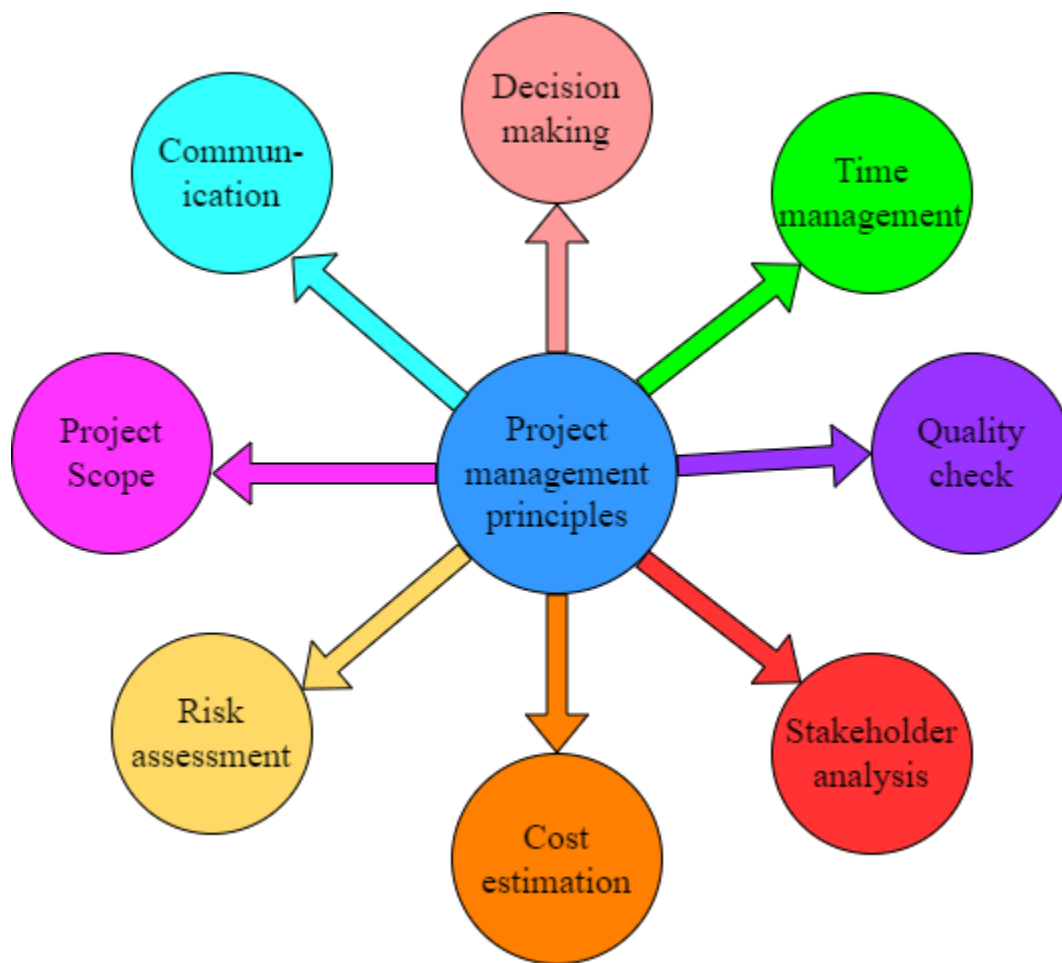 Decision
making
Commun-
ication
Time
management
Project
Scope
Project
management
principles
Quality
check
Risk
assessment
Stakeholder
analysis
Cost
estimation